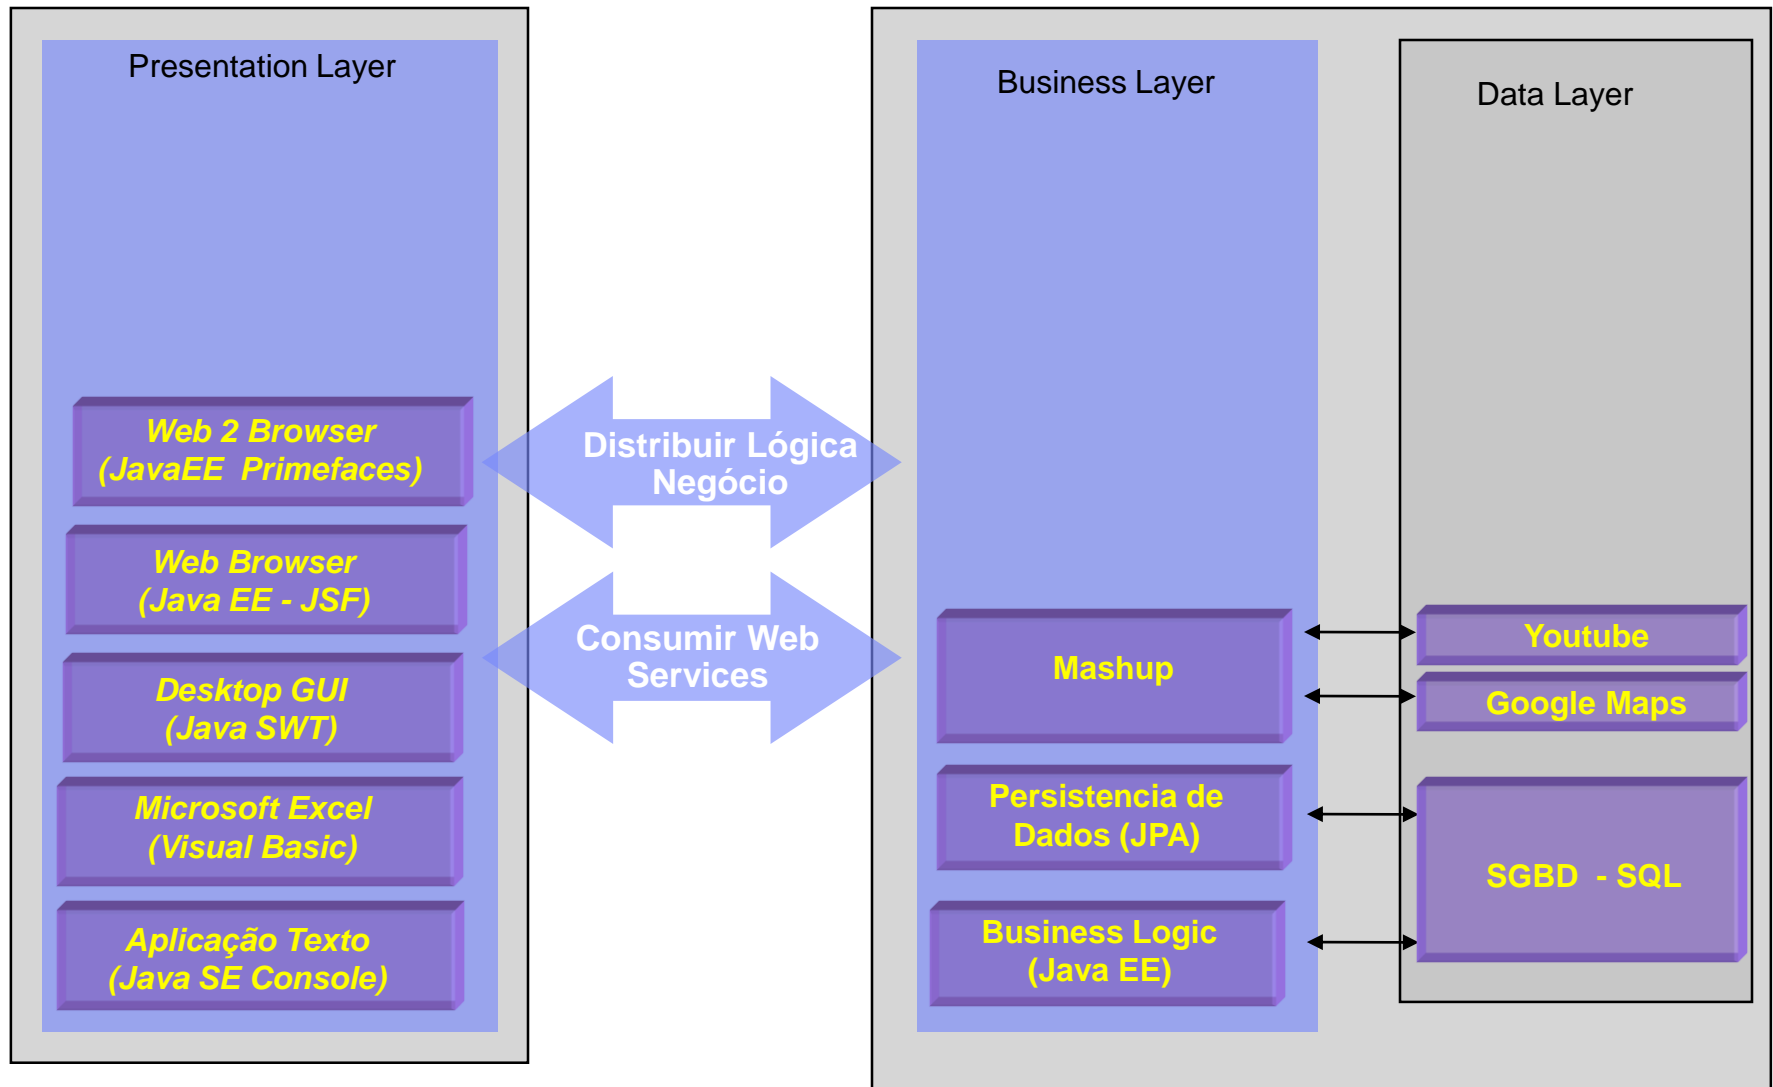 Presentation Layer
Web 2 Browser
(JavaEE  Primefaces)
Web Browser
(Java EE - JSF)
Desktop GUI
(Java SWT)
Microsoft Excel
(Visual Basic)
Aplicação Texto
(Java SE Console)
Distribuir Lógica
Negócio
Consumir Web
Services
Business Layer
Mashup
Persistencia de
Dados (JPA)
Business Logic
(Java EE)
Data Layer
Youtube
Google Maps
SGBD  - SQL